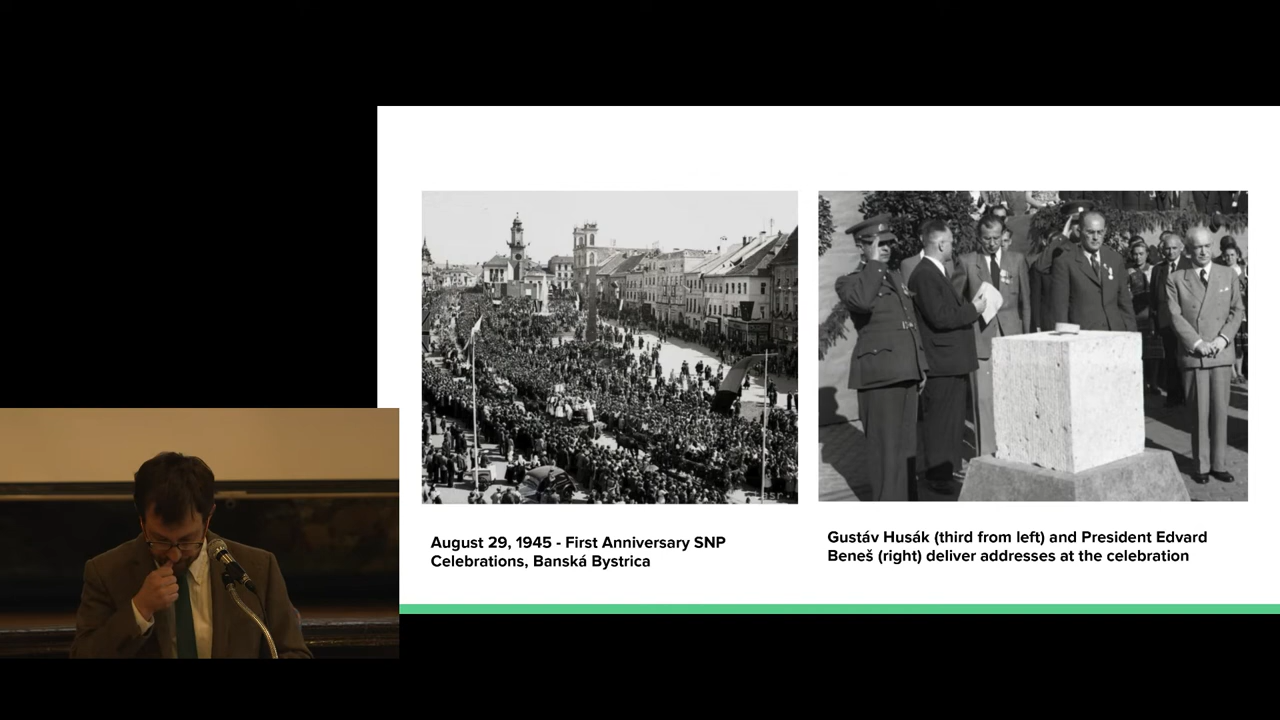 August 29, 1945 - First Anniversary SNP
Celebrations, Banská Bystrica
Gustáv Husák (third from left) and President Edvard
Beneš (right) deliver addresses at the celebration